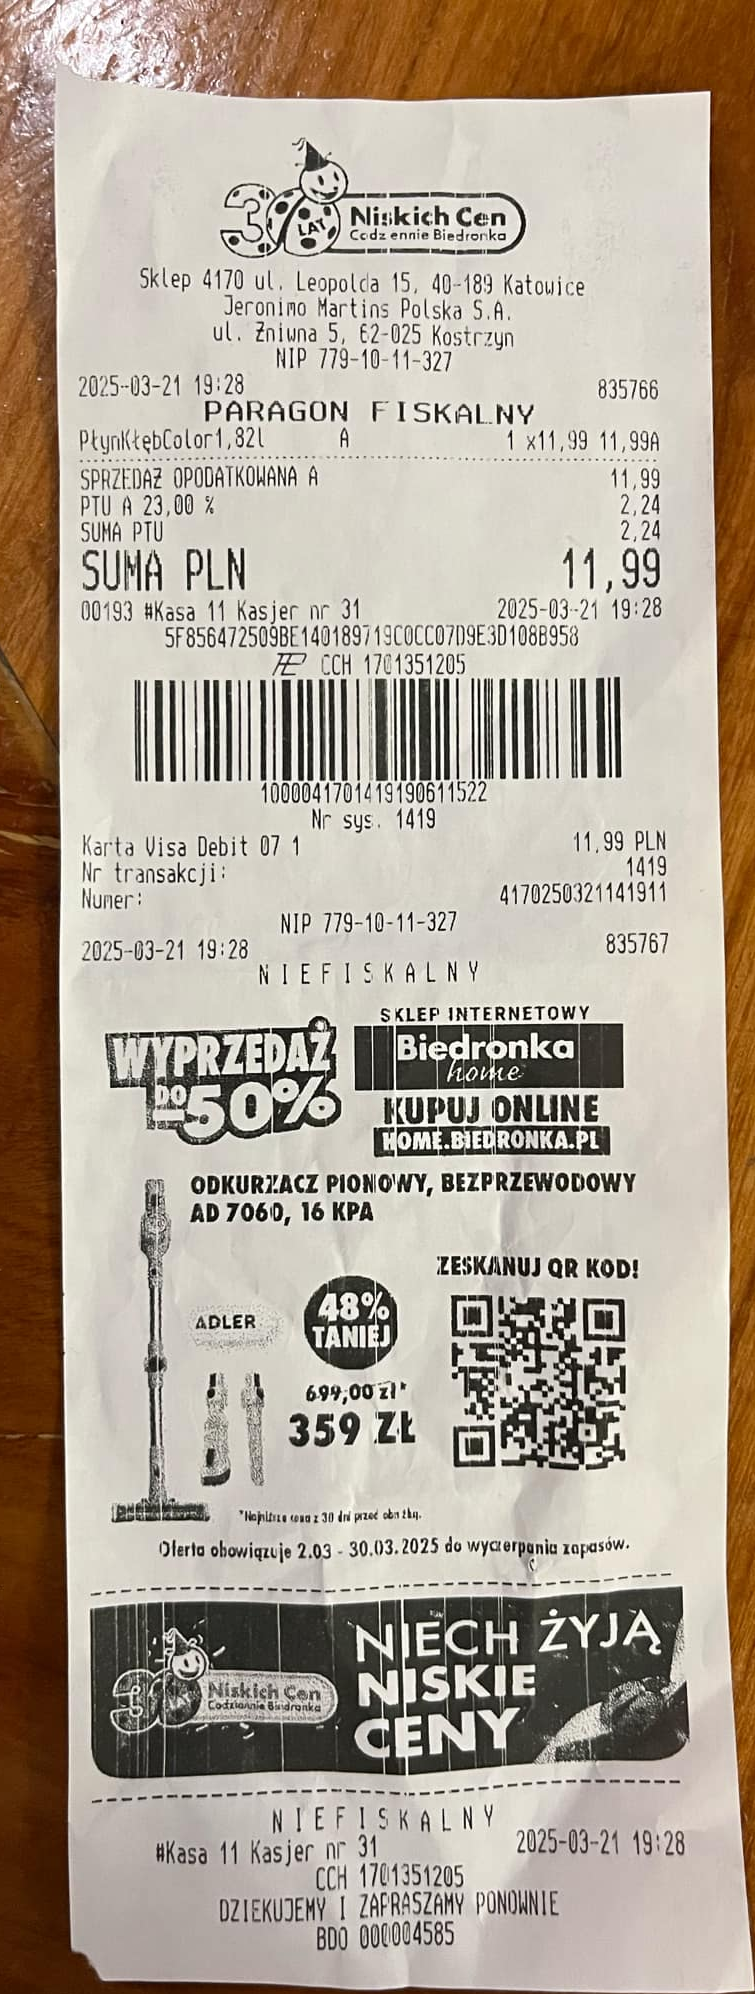 30 LAT
Niskich Cen
Codziennie Biedronka
Sklep 4170 ul. Leopolda 15, 40-189 Katowice
Jeronimo Martins Polska S.A.
ul. Żniwna 5, 62-025 Kostrzyn
NIP 779-10-11-327
2025-03-21 19:28 835766
PARAGON FISKALNY
PłynKłębColor1,82l A 1 x11,99 11,99A
SPRZEDAŻ OPODATKOWANA A 11,99
PTU A 23,00 % 2,24
SUMA PTU 2,24
SUMA PLN 11,99
00193 #Kasa 11 Kasjer nr 31 2025-03-21 19:28
5F856472509BE140189719C0CC07D9E3D108B958
CCH 1701351205
1000041701419190611522
Nr sys. 1419
Karta Visa Debit 07 1 11,99 PLN
Nr transakcji: 1419
Numer: 4170250321141911
NIP 779-10-11-327
2025-03-21 19:28 835767
NIEFISKALNY
WYPRZEDAŻ
DO 50%
SKLEP INTERNETOWY
Biedronka
home
KUPUJ ONLINE
HOME.BIEDRONKA.PL
ODKURZACZ PIONOWY, BEZPRZEWODOWY
AD 7060, 16 KPA
ZESKANUJ QR KOD!
ADLER
48%
TANIEJ
699,00 zł*
359 ZŁ
*Najniższa cena z 30 dni przed obniżką.
Oferta obowiązuje 2.03 - 30.03.2025 do wyczerpania zapasów.
30
Niskich Cen
Codziennie Biedronka
NIECH ŻYJĄ
NISKIE
CENY
NIEFISKALNY
#Kasa 11 Kasjer nr 31 2025-03-21 19:28
CCH 1701351205
DZIEKUJEMY I ZAPRASZAMY PONOWNIE
BDO 000004585